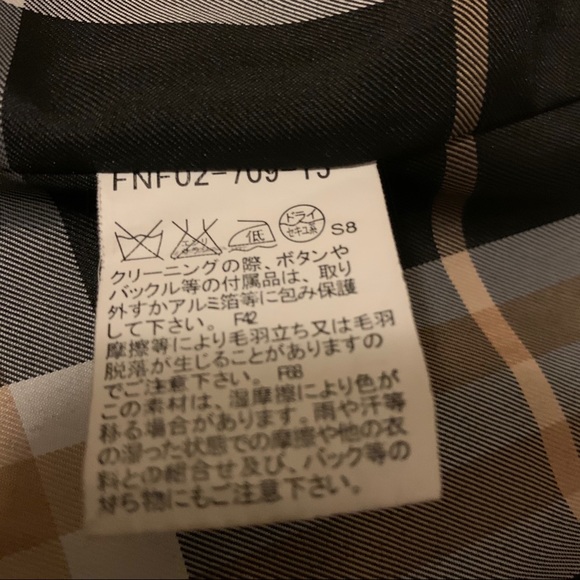 FNF02-709-15
エンソ
サラシ
低
ドライ
セキユ系
S8
クリーニングの際、ボタンや
バックル等の付属品は、取り
外すかアルミ箔等に包み保護
して下さい。 F42
摩擦等により毛羽立ち又は毛羽
脱落が生じることがありますの
でご注意下さい。 F68
この素材は、湿摩擦により色が
移る場合があります。雨や汗等
の湿った状態での摩擦や他の衣
料との組合せ及び、バック等の
持ち物にもご注意下さい。